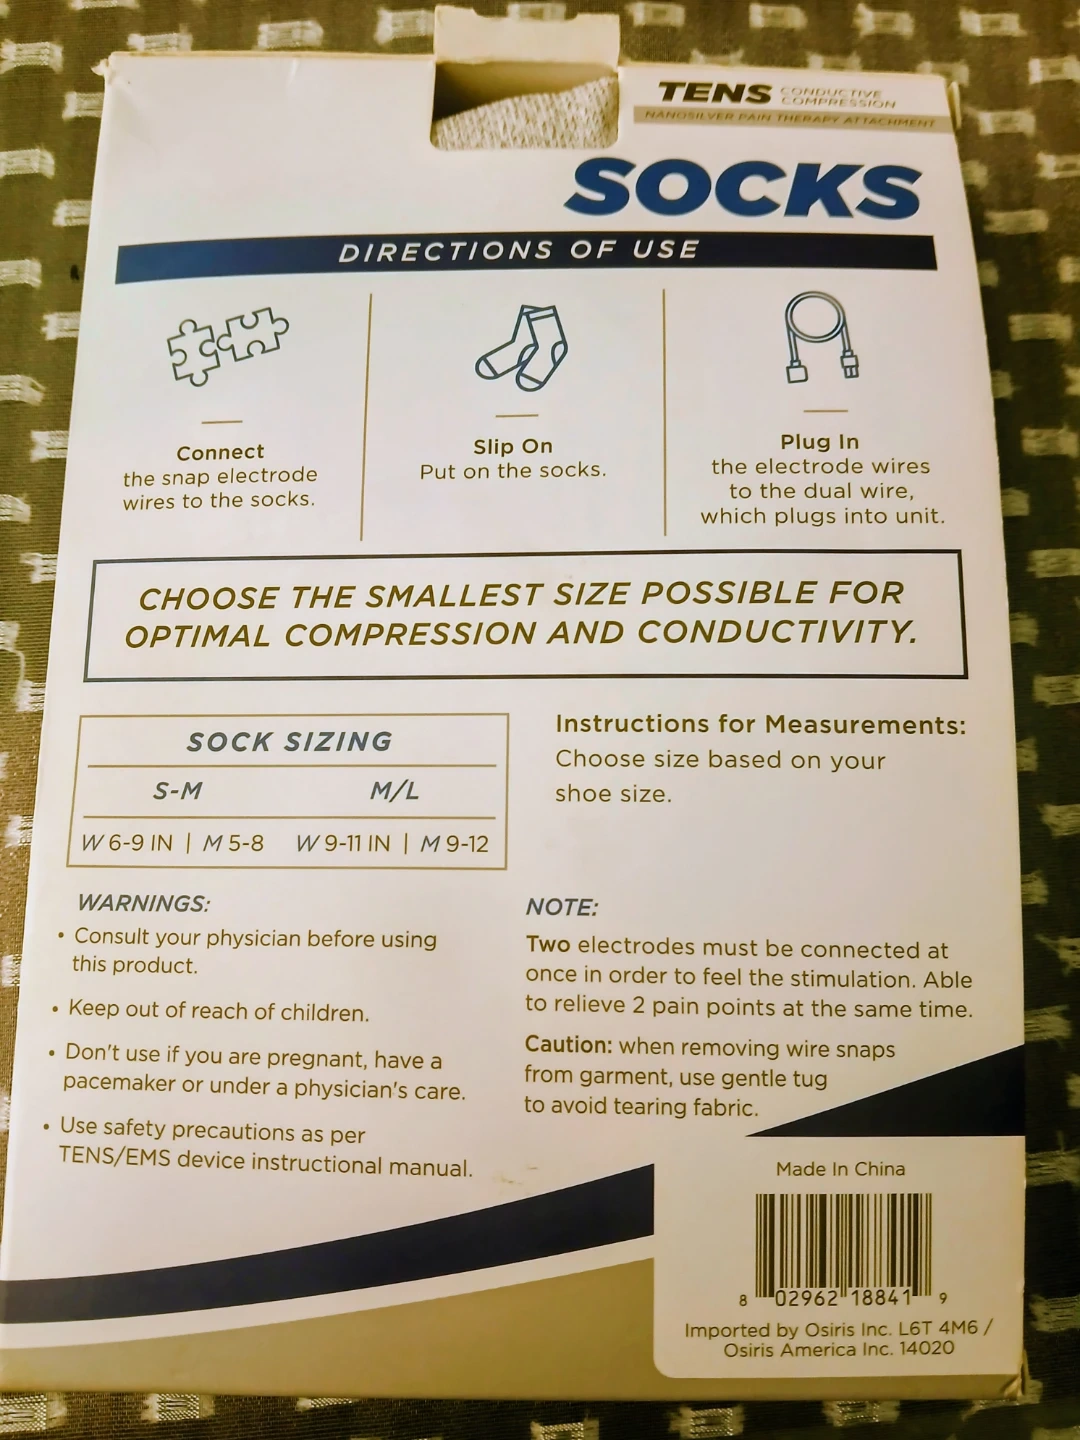 TENS CONDUCTIVE
COMPRESSION
NANOSILVER PAIN THERAPY ATTACHMENT
SOCKS
DIRECTIONS OF USE
Connect
the snap electrode
wires to the socks.
Slip On
Put on the socks.
Plug In
the electrode wires
to the dual wire,
which plugs into unit.
CHOOSE THE SMALLEST SIZE POSSIBLE FOR
OPTIMAL COMPRESSION AND CONDUCTIVITY.
SOCK SIZING
S-M M/L
W 6-9 IN | M 5-8 W 9-11 IN | M 9-12
Instructions for Measurements:
Choose size based on your
shoe size.
WARNINGS:
• Consult your physician before using
this product.
• Keep out of reach of children.
• Don't use if you are pregnant, have a
pacemaker or under a physician's care.
• Use safety precautions as per
TENS/EMS device instructional manual.
NOTE:
Two electrodes must be connected at
once in order to feel the stimulation. Able
to relieve 2 pain points at the same time.
Caution: when removing wire snaps
from garment, use gentle tug
to avoid tearing fabric.
Made In China
8 02962 18841 9
Imported by Osiris Inc. L6T 4M6 /
Osiris America Inc. 14020